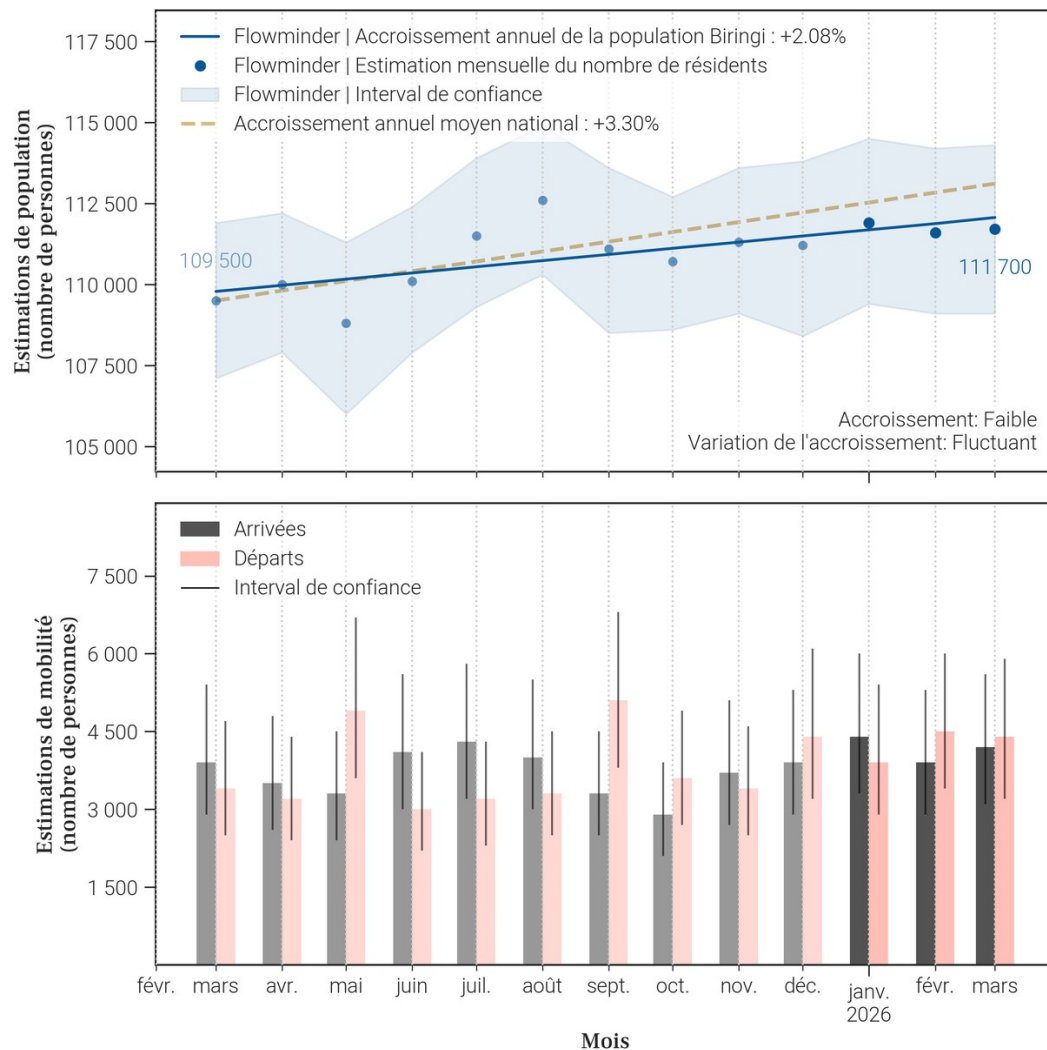 Estimations de population
(nombre de personnes)
117 500
115 000
112 500
110 000
107 500
105 000
Flowminder | Accroissement annuel de la population Biringi : +2.08%
Flowminder | Estimation mensuelle du nombre de résidents
Flowminder | Interval de confiance
Accroissement annuel moyen national : +3.30%
109 500
111 700
Accroissement: Faible
Variation de l'accroissement: Fluctuant
Estimations de mobilité
(nombre de personnes)
7 500
6 000
4 500
3 000
1 500
Arrivées
Départs
Interval de confiance
févr. mars avr. mai juin juil. août sept. oct. nov. déc. janv. févr. mars
2026
Mois